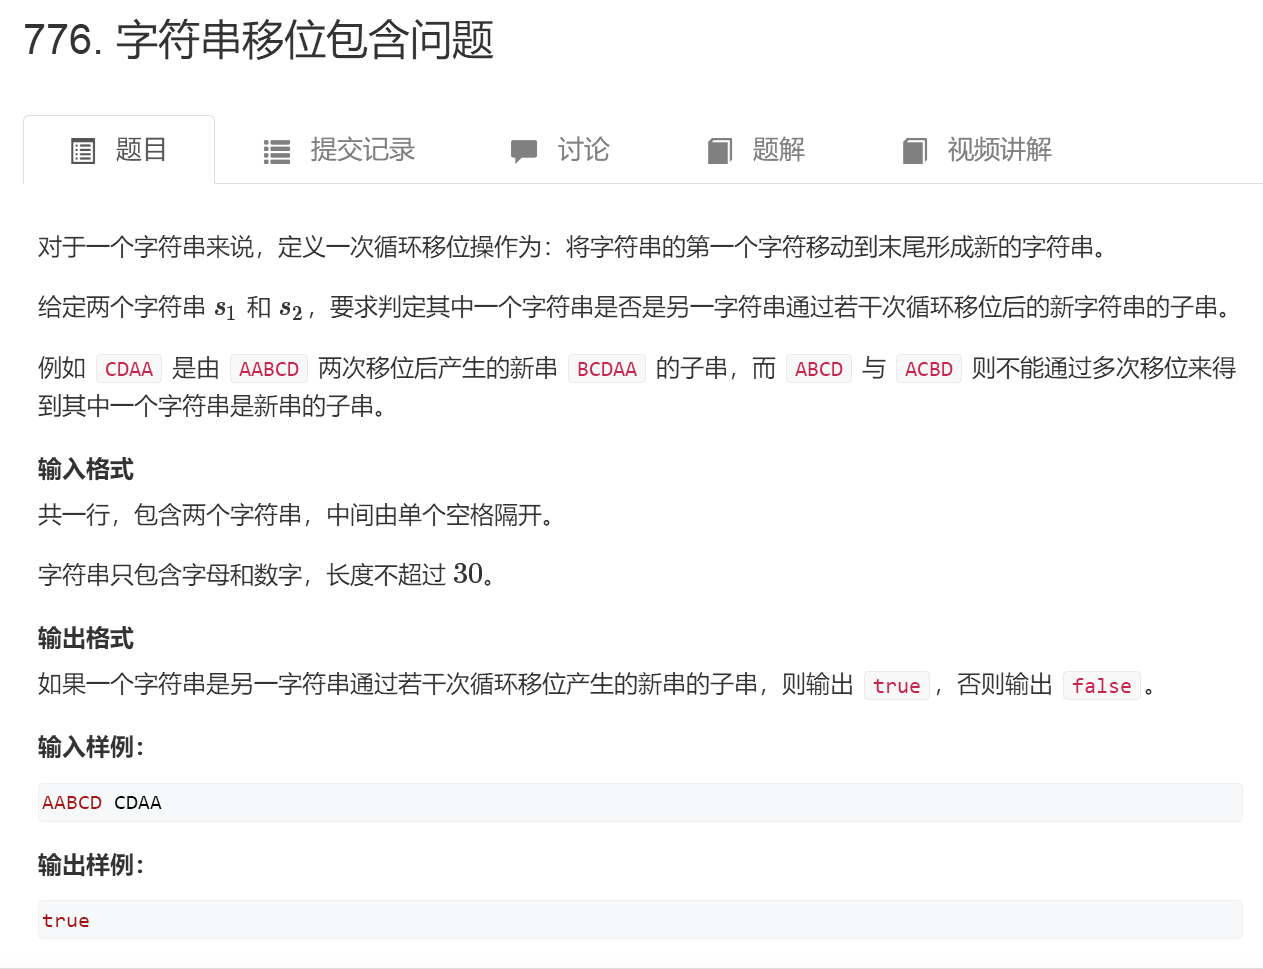 776. 字符串移位包含问题
题目 提交记录 讨论 题解 视频讲解
对于一个字符串来说，定义一次循环移位操作为：将字符串的第一个字符移动到末尾形成新的字符串。
给定两个字符串 s1 和 s2，要求判定其中一个字符串是否是另一字符串通过若干次循环移位后的新字符串的子串。
例如 CDAA 是由 AABCD 两次移位后产生的新串 BCDAA 的子串，而 ABCD 与 ACBD 则不能通过多次移位来得
到其中一个字符串是新串的子串。
输入格式
共一行，包含两个字符串，中间由单个空格隔开。
字符串只包含字母和数字，长度不超过 30。
输出格式
如果一个字符串是另一字符串通过若干次循环移位产生的新串的子串，则输出 true，否则输出 false。
输入样例：
AABCD CDAA
输出样例：
true